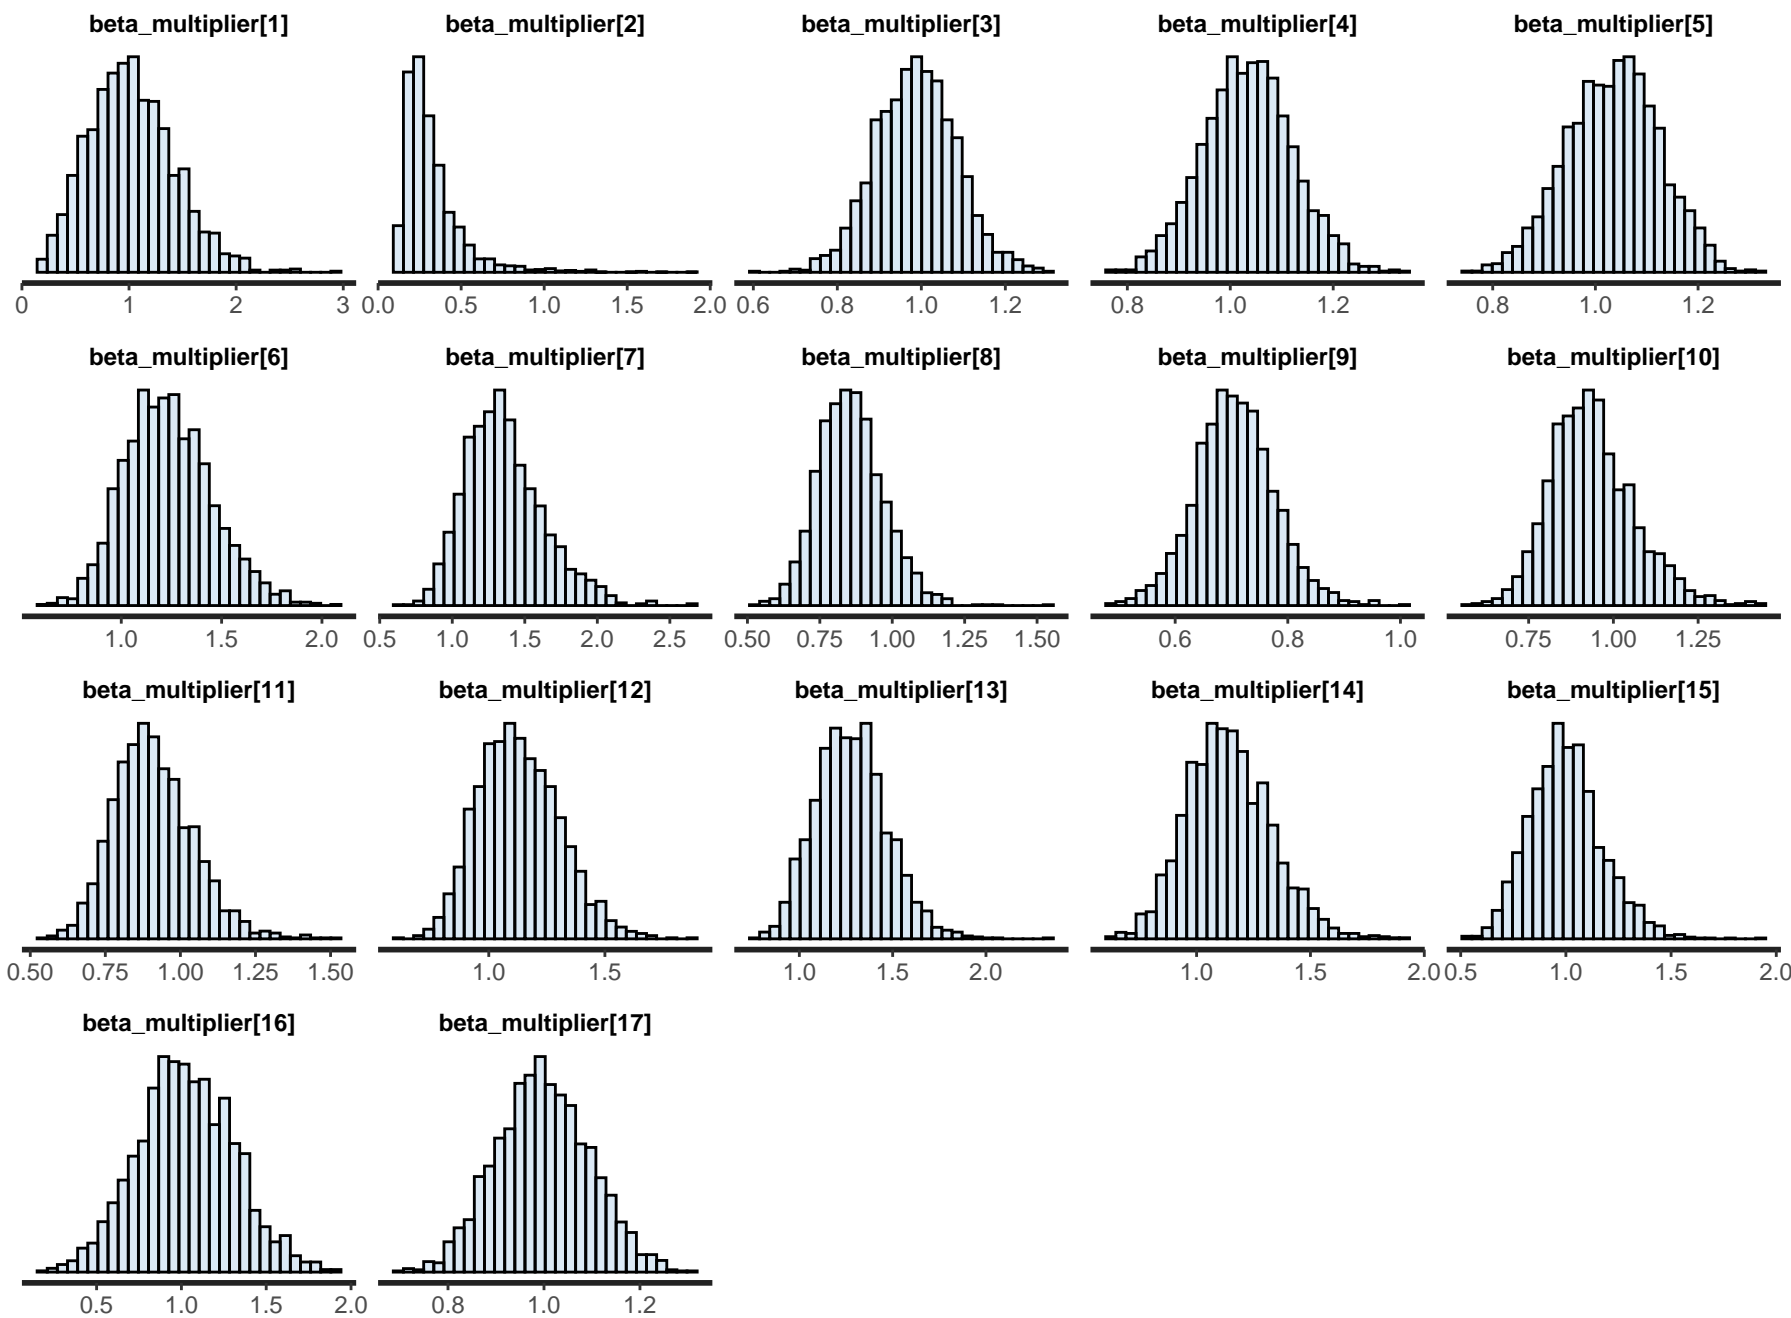 beta_multiplier[1] beta_multiplier[2] beta_multiplier[3] beta_multiplier[4] beta_multiplier[5]
0 1 2 3 0.0 0.5 1.0 1.5 2.0 0.6 0.8 1.0 1.2 0.8 1.0 1.2 0.8 1.0 1.2
beta_multiplier[6] beta_multiplier[7] beta_multiplier[8] beta_multiplier[9] beta_multiplier[10]
1.0 1.5 2.0 0.5 1.0 1.5 2.0 2.5 0.50 0.75 1.00 1.25 1.50 0.6 0.8 1.0 0.75 1.00 1.25
beta_multiplier[11] beta_multiplier[12] beta_multiplier[13] beta_multiplier[14] beta_multiplier[15]
0.50 0.75 1.00 1.25 1.50 1.0 1.5 1.0 1.5 2.0 1.0 1.5 2.0 0.5 1.0 1.5 2.0
beta_multiplier[16] beta_multiplier[17]
0.5 1.0 1.5 2.0 0.8 1.0 1.2